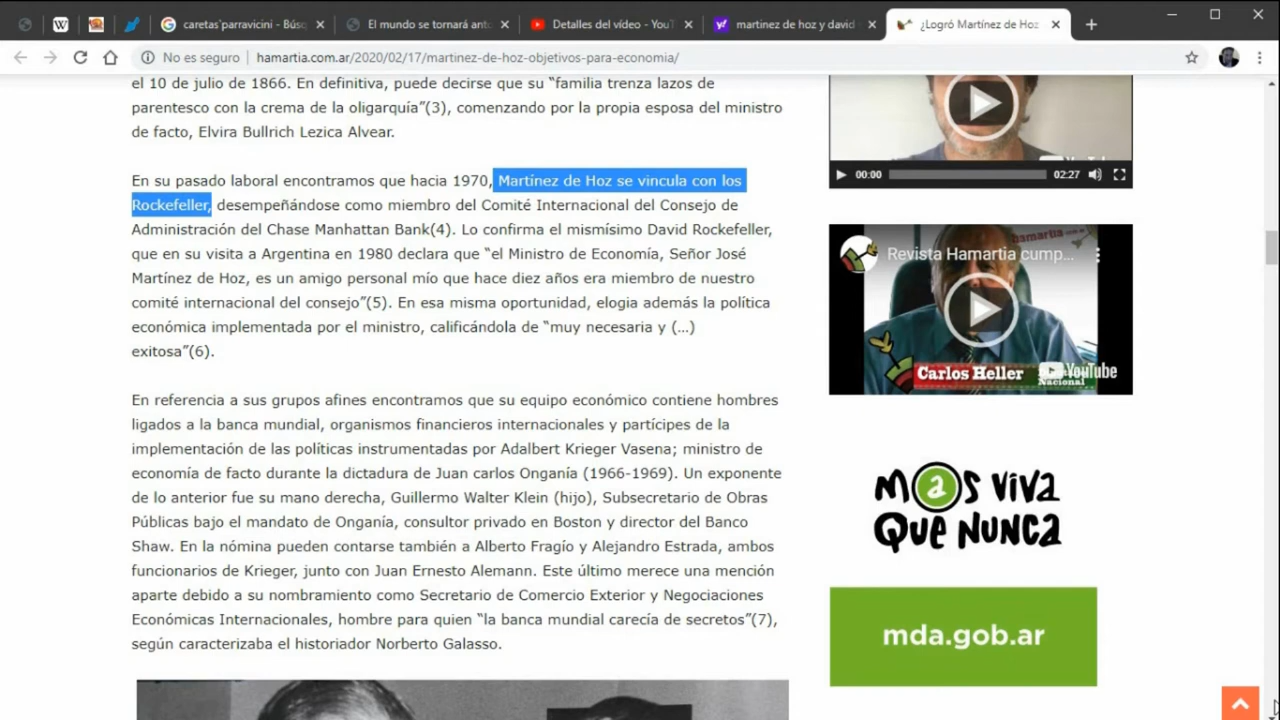 caretas parravicini - Bús
El mundo se tornará anto
Detalles del vídeo - YouT
martinez de hoz y david
¿Logró Martínez de Hoz
No es seguro | hamartia.com.ar/2020/02/17/martinez-de-hoz-objetivos-para-economia/
el 10 de julio de 1866. En definitiva, puede decirse que su “familia trenza lazos de
parentesco con la crema de la oligarquía”(3), comenzando por la propia esposa del ministro
de facto, Elvira Bullrich Lezica Alvear.
En su pasado laboral encontramos que hacia 1970, Martínez de Hoz se vincula con los
Rockefeller, desempeñándose como miembro del Comité Internacional del Consejo de
Administración del Chase Manhattan Bank(4). Lo confirma el mismísimo David Rockefeller,
que en su visita a Argentina en 1980 declara que “el Ministro de Economía, Señor José
Martínez de Hoz, es un amigo personal mío que hace diez años era miembro de nuestro
comité internacional del consejo”(5). En esa misma oportunidad, elogia además la política
económica implementada por el ministro, calificándola de “muy necesaria y (…)
exitosa”(6).
En referencia a sus grupos afines encontramos que su equipo económico contiene hombres
ligados a la banca mundial, organismos financieros internacionales y partícipes de la
implementación de las políticas instrumentadas por Adalbert Krieger Vasena; ministro de
economía de facto durante la dictadura de Juan carlos Onganía (1966-1969). Un exponente
de lo anterior fue su mano derecha, Guillermo Walter Klein (hijo), Subsecretario de Obras
Públicas bajo el mandato de Onganía, consultor privado en Boston y director del Banco
Shaw. En la nómina pueden contarse también a Alberto Fragío y Alejandro Estrada, ambos
funcionarios de Krieger, junto con Juan Ernesto Alemann. Este último merece una mención
aparte debido a su nombramiento como Secretario de Comercio Exterior y Negociaciones
Económicas Internacionales, hombre para quien “la banca mundial carecía de secretos”(7),
según caracterizaba el historiador Norberto Galasso.
00:00 02:27
hamartia.com.ar
Revista Hamartia cump...
Carlos Heller
YouTube
Nacional
mas viva
que nunca
mda.gob.ar